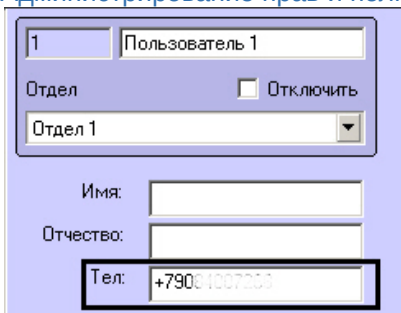 1 Пользователь 1
Отдел Отключить
Отдел 1
Имя:
Отчество:
Тел: +790